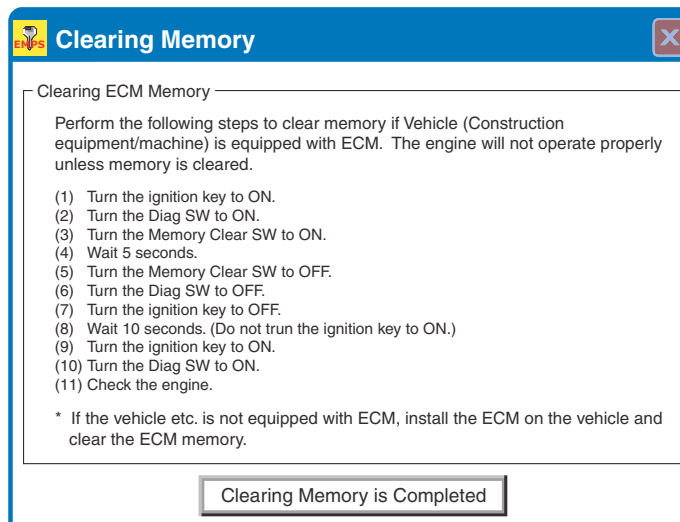 EMPS Clearing Memory X
Clearing ECM Memory
Perform the following steps to clear memory if Vehicle (Construction
equipment/machine) is equipped with ECM. The engine will not operate properly
unless memory is cleared.
(1) Turn the ignition key to ON.
(2) Turn the Diag SW to ON.
(3) Turn the Memory Clear SW to ON.
(4) Wait 5 seconds.
(5) Turn the Memory Clear SW to OFF.
(6) Turn the Diag SW to OFF.
(7) Turn the ignition key to OFF.
(8) Wait 10 seconds. (Do not trun the ignition key to ON.)
(9) Turn the ignition key to ON.
(10) Turn the Diag SW to ON.
(11) Check the engine.
* If the vehicle etc. is not equipped with ECM, install the ECM on the vehicle and
clear the ECM memory.
Clearing Memory is Completed